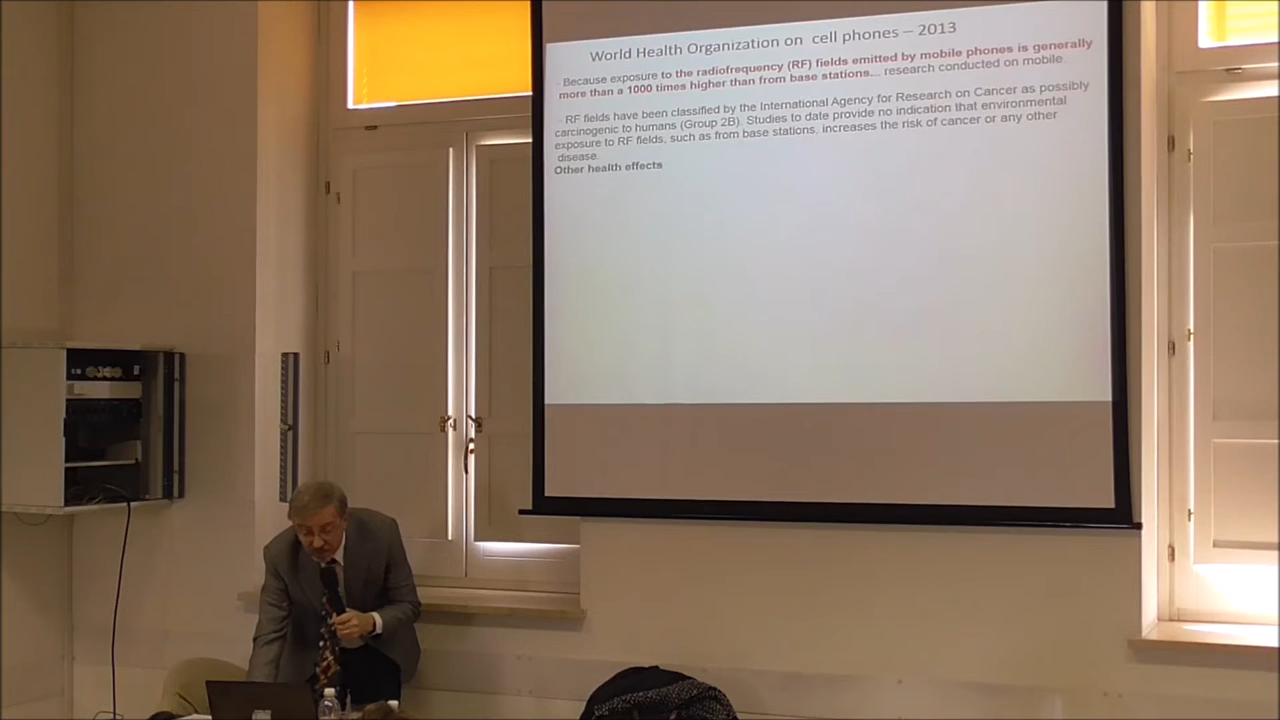 World Health Organization on cell phones – 2013
Because exposure to the radiofrequency (RF) fields emitted by mobile phones is generally
more than a 1000 times higher than from base stations... research conducted on mobile.
RF fields have been classified by the International Agency for Research on Cancer as possibly
carcinogenic to humans (Group 2B). Studies to date provide no indication that environmental
exposure to RF fields, such as from base stations, increases the risk of cancer or any other
disease.
Other health effects